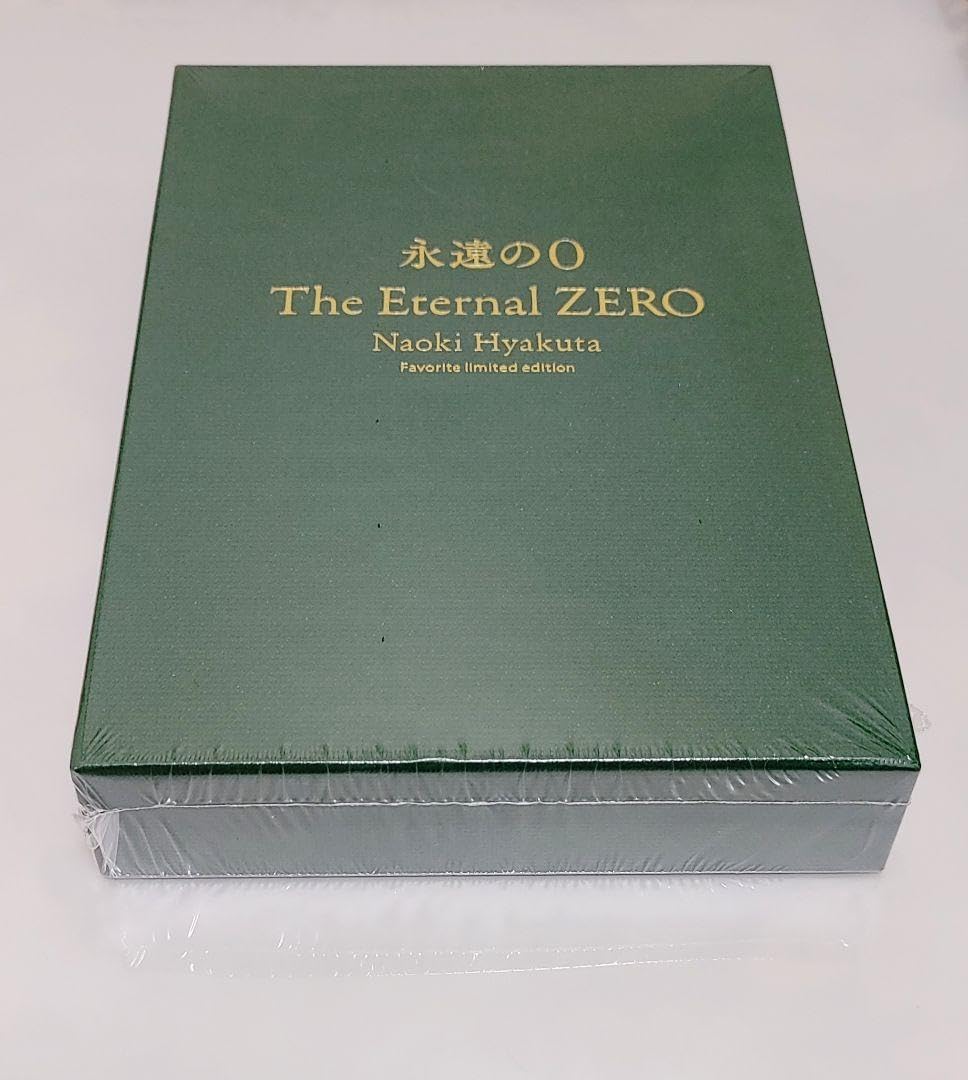 永遠の0
The Eternal ZERO
Naoki Hyakuta
Favorite limited edition